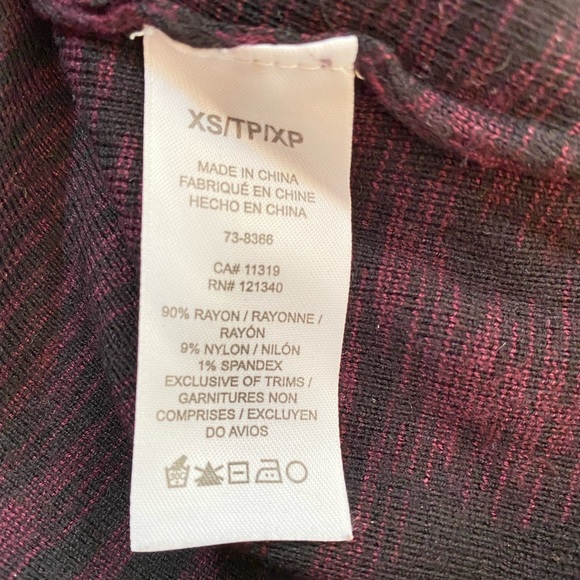 XS/TP/XP
MADE IN CHINA
FABRIQUÉ EN CHINE
HECHO EN CHINA
73-8366
CA# 11319
RN# 121340
90% RAYON / RAYONNE /
RAYÓN
9% NYLON / NILÓN
1% SPANDEX
EXCLUSIVE OF TRIMS /
GARNITURES NON
COMPRISES / EXCLUYEN
DO AVIOS